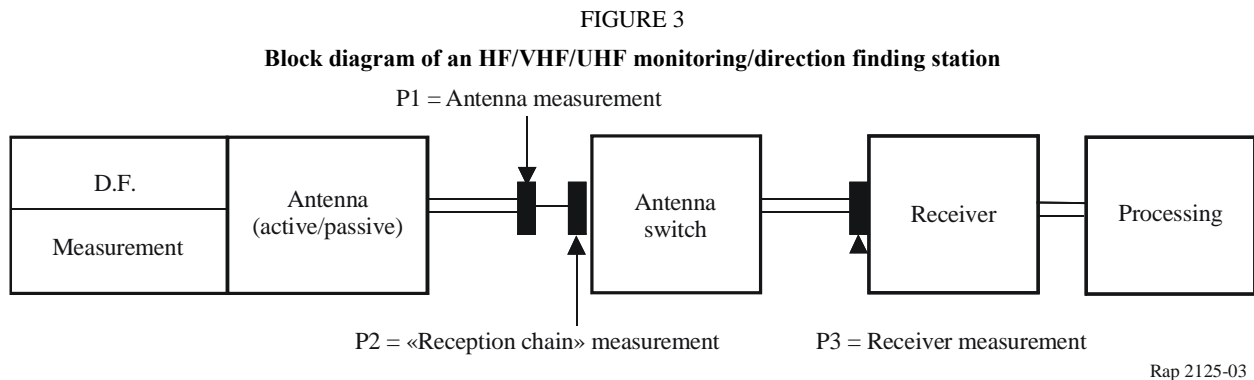 FIGURE 3
Block diagram of an HF/VHF/UHF monitoring/direction finding station
P1 = Antenna measurement
D.F.
Measurement
Antenna
(active/passive)
Antenna
switch
Receiver
Processing
P2 = «Reception chain» measurement
P3 = Receiver measurement
Rap 2125-03